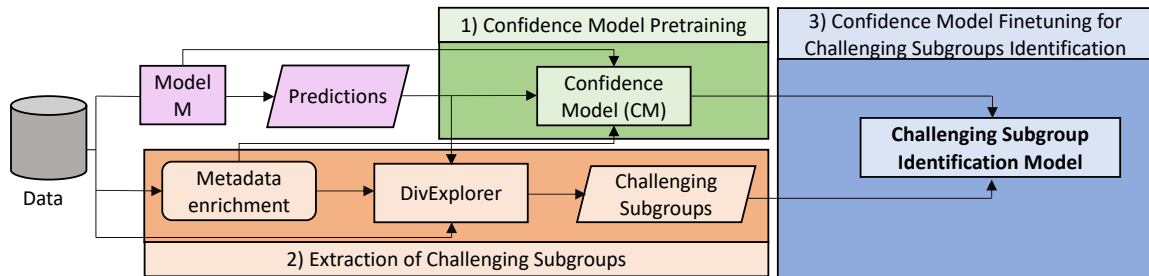 1) Confidence Model Pretraining
3) Confidence Model Finetuning for
Challenging Subgroups Identification
Model
M
Predictions
Confidence
Model (CM)
Challenging Subgroup
Identification Model
Data
Metadata
enrichment
DivExplorer
Challenging
Subgroups
2) Extraction of Challenging Subgroups